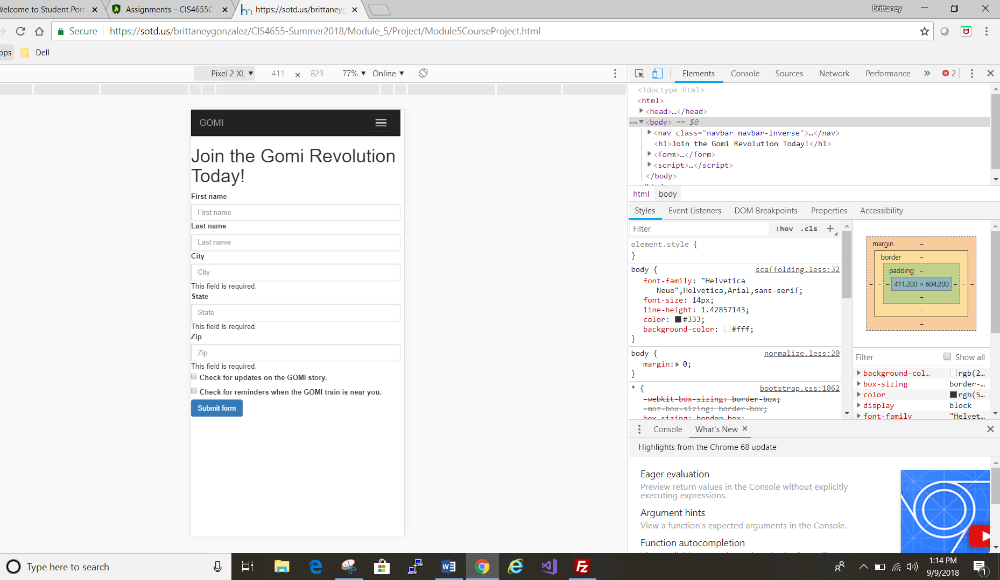 Welcome to Student Port
Assignments – CIS4655C
https://sotd.us/brittaneyg
Brittaney
Secure
https://sotd.us/brittaneygonzalez/CIS4655-Summer2018/Module_5/Project/Module5CourseProject.html
pps
Dell
Pixel 2 XL ▼ 411 × 823 77% ▼ Online ▼
Elements Console Sources Network Performance » 2
<!doctype html>
<html>
<head>…</head>
<body> == $0
<nav class="navbar navbar-inverse">…</nav>
<h1>Join the Gomi Revolution Today!</h1>
<form>…</form>
<script>…</script>
</body>
html body
GOMI
Join the Gomi Revolution
Today!
First name
First name
Last name
Last name
City
City
This field is required.
State
State
This field is required.
Zip
Zip
This field is required.
Check for updates on the GOMI story.
Check for reminders when the GOMI train is near you.
Submit form
Styles Event Listeners DOM Breakpoints Properties Accessibility
Filter :hov .cls +
element.style {
}
body { scaffolding.less:32
font-family: "Helvetica
Neue",Helvetica,Arial,sans-serif;
font-size: 14px;
line-height: 1.42857143;
color: #333;
background-color: #fff;
}
body { normalize.less:20
margin: 0;
}
* { bootstrap.css:1062
-webkit-box-sizing: border-box;
-moz-box-sizing: border-box;
box-sizing: border-box;
margin –
border –
padding –
– – – 411.200 × 604.200 – – –
–
–
–
Filter Show all
background-col… rgb(2…
box-sizing border-…
color rgb(5…
display block
font-family "Helvet…
Console What's New
Highlights from the Chrome 68 update
Eager evaluation
Preview return values in the Console without explicitly
executing expressions.
Argument hints
View a function's expected arguments in the Console.
Function autocompletion
Type here to search
1:14 PM
9/9/2018
1